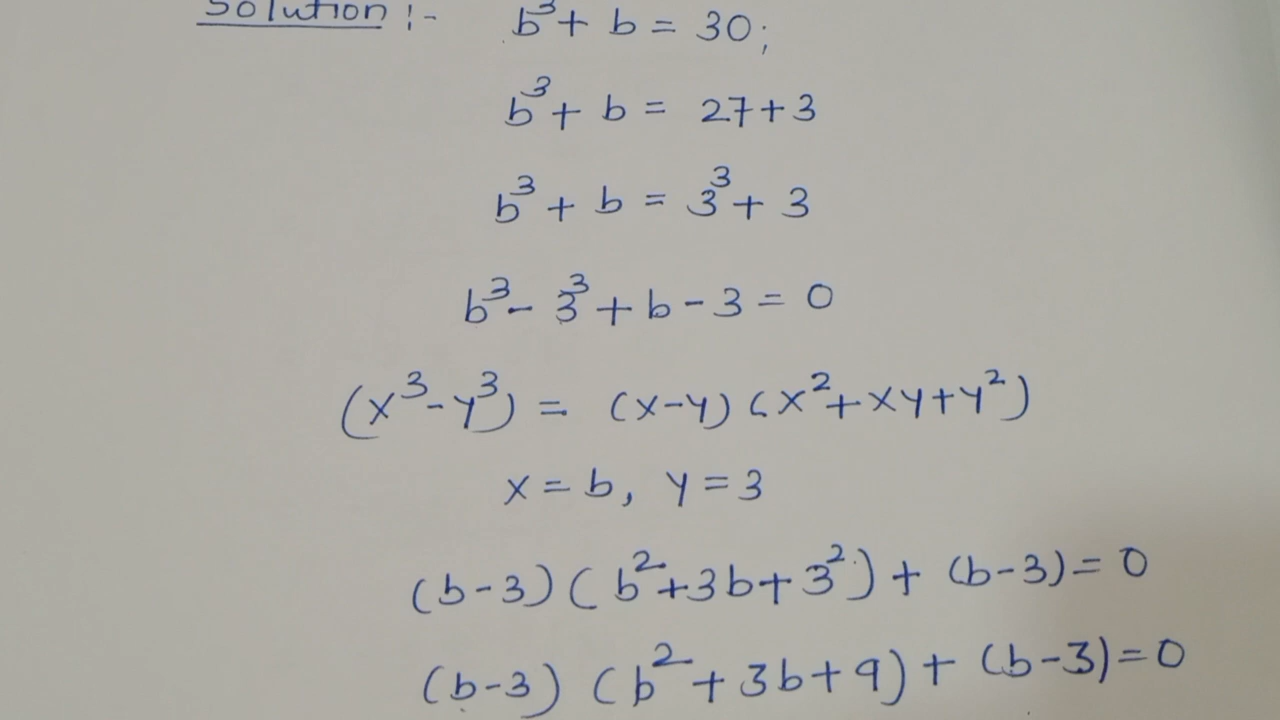 Solution :- b³ + b = 30;
b³ + b = 27 + 3
b³ + b = 3³ + 3
b³ - 3³ + b - 3 = 0
(x³ - y³) = (x - y) (x² + xy + y²)
x = b, y = 3
(b - 3) (b² + 3b + 3²) + (b - 3) = 0
(b - 3) (b² + 3b + 9) + (b - 3) = 0